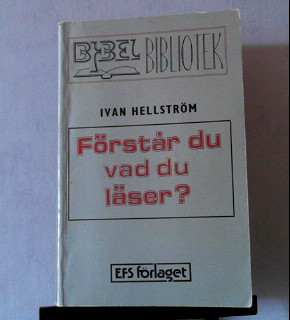 BIBEL BIBLIOTEK
IVAN HELLSTRÖM
Förstår du
vad du
läser?
EFS förlaget